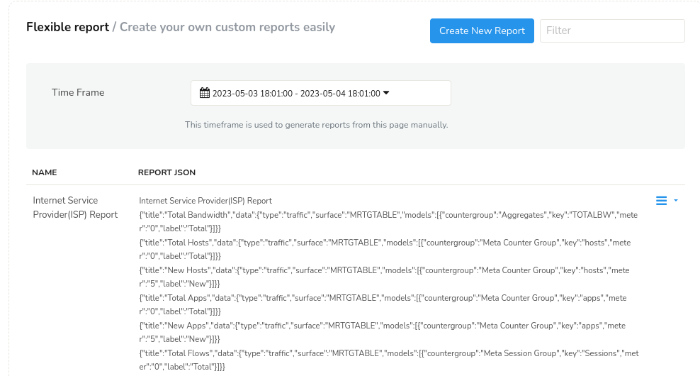 Flexible report / Create your own custom reports easily
Create New Report
Filter
Time Frame
2023-05-03 18:01:00 - 2023-05-04 18:01:00
This timeframe is used to generate reports from this page manually.
NAME
REPORT JSON
Internet Service
Provider(ISP) Report
Internet Service Provider(ISP) Report
{"title":"Total Bandwidth","data":{"type":"traffic","surface":"MRTGTABLE","models":[{"countergroup":"Aggregates","key":"TOTALBW","mete
r":"0","label":"Total"}]}}
{"title":"Total Hosts","data":{"type":"traffic","surface":"MRTGTABLE","models":[{"countergroup":"Meta Counter Group","key":"hosts","mete
r":"0","label":"Total"}]}}
{"title":"New Hosts","data":{"type":"traffic","surface":"MRTGTABLE","models":[{"countergroup":"Meta Counter Group","key":"hosts","mete
r":"5","label":"New"}]}}
{"title":"Total Apps","data":{"type":"traffic","surface":"MRTGTABLE","models":[{"countergroup":"Meta Counter Group","key":"apps","mete
r":"0","label":"Total"}]}}
{"title":"New Apps","data":{"type":"traffic","surface":"MRTGTABLE","models":[{"countergroup":"Meta Counter Group","key":"apps","mete
r":"5","label":"New"}]}}
{"title":"Total Flows","data":{"type":"traffic","surface":"MRTGTABLE","models":[{"countergroup":"Meta Session Group","key":"Sessions","met
er":"0","label":"Total"}]}}